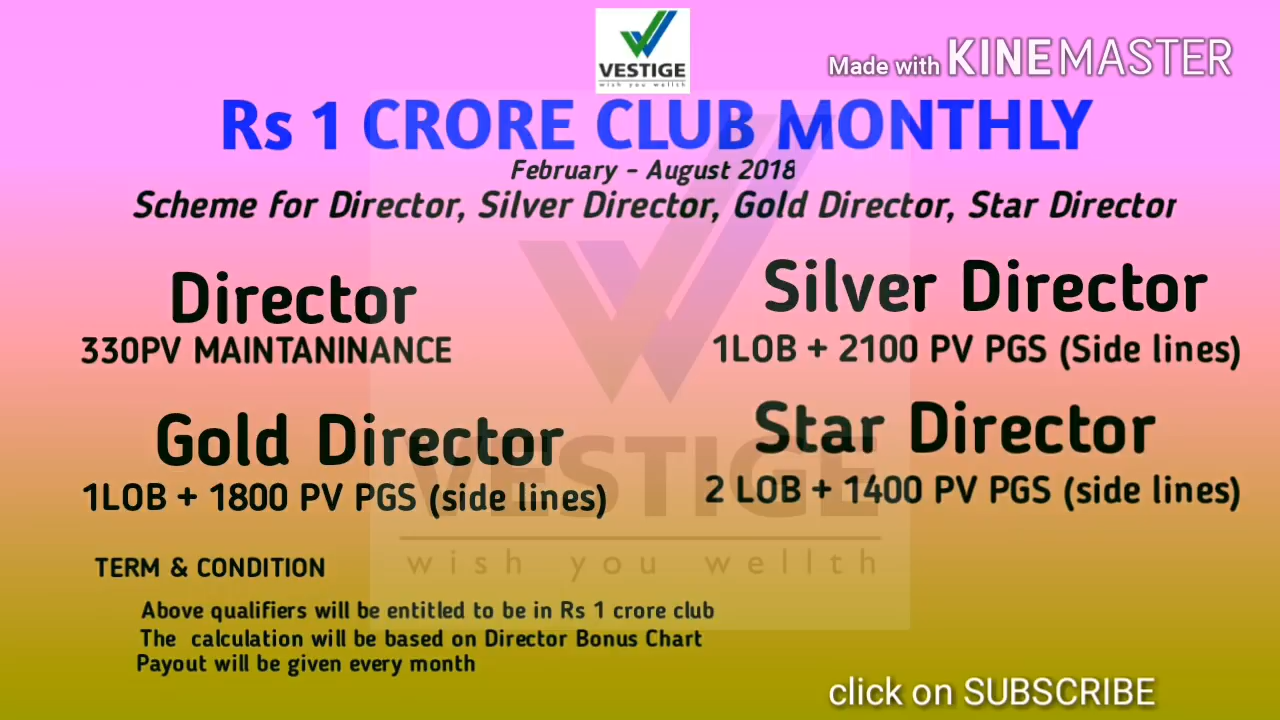 VESTIGE
wish you wellth
Made with KINEMASTER
Rs 1 CRORE CLUB MONTHLY
February - August 2018
Scheme for Director, Silver Director, Gold Director, Star Director
Director
330PV MAINTANINANCE
Silver Director
1LOB + 2100 PV PGS (Side lines)
Gold Director
1LOB + 1800 PV PGS (side lines)
Star Director
2 LOB + 1400 PV PGS (side lines)
VESTIGE
wish you wellth
TERM & CONDITION
Above qualifiers will be entitled to be in Rs 1 crore club
The calculation will be based on Director Bonus Chart
Payout will be given every month
click on SUBSCRIBE